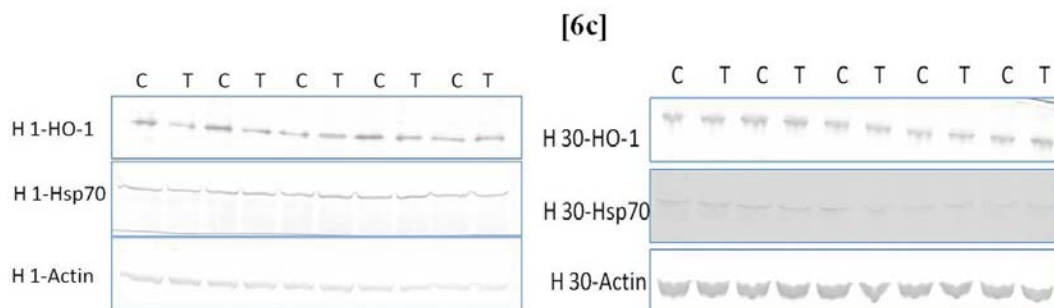 [6c]
C T C T C T C T C T
H 1-HO-1
H 1-Hsp70
H 1-Actin
C T C T C T C T C T
H 30-HO-1
H 30-Hsp70
H 30-Actin